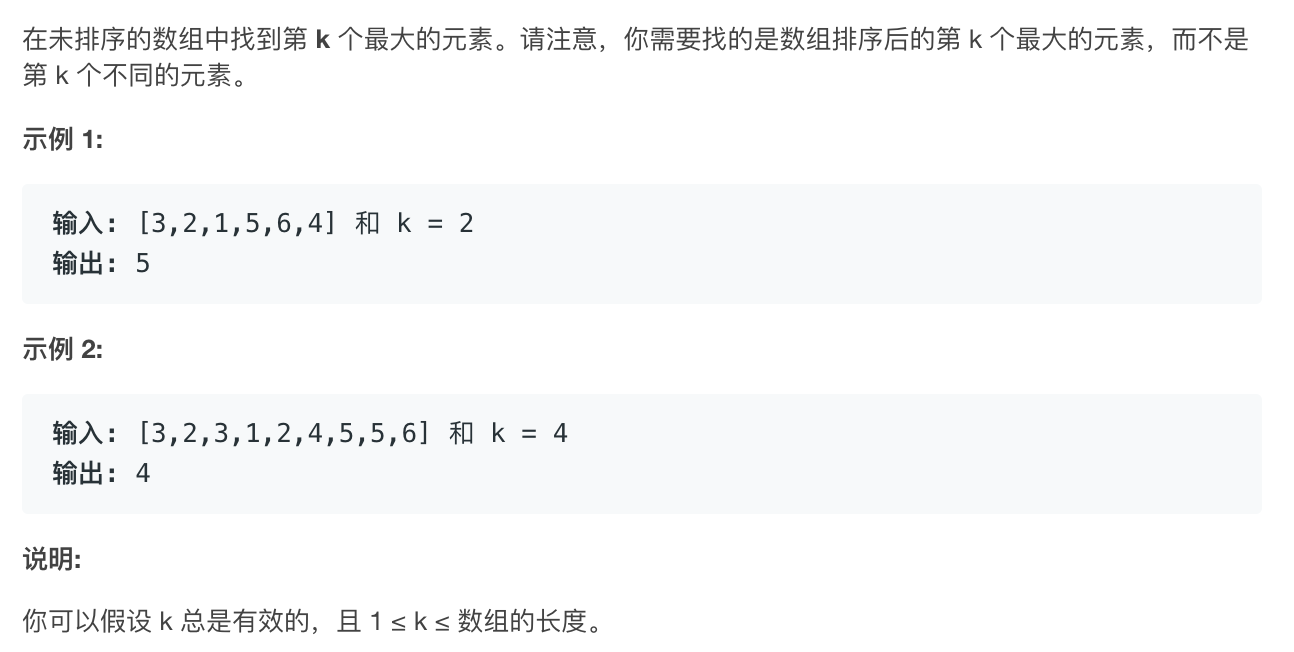 在未排序的数组中找到第 k 个最大的元素。请注意，你需要找的是数组排序后的第 k 个最大的元素，而不是
第 k 个不同的元素。
示例 1:
输入: [3,2,1,5,6,4] 和 k = 2
输出: 5
示例 2:
输入: [3,2,3,1,2,4,5,5,6] 和 k = 4
输出: 4
说明:
你可以假设 k 总是有效的，且 1 ≤ k ≤ 数组的长度。